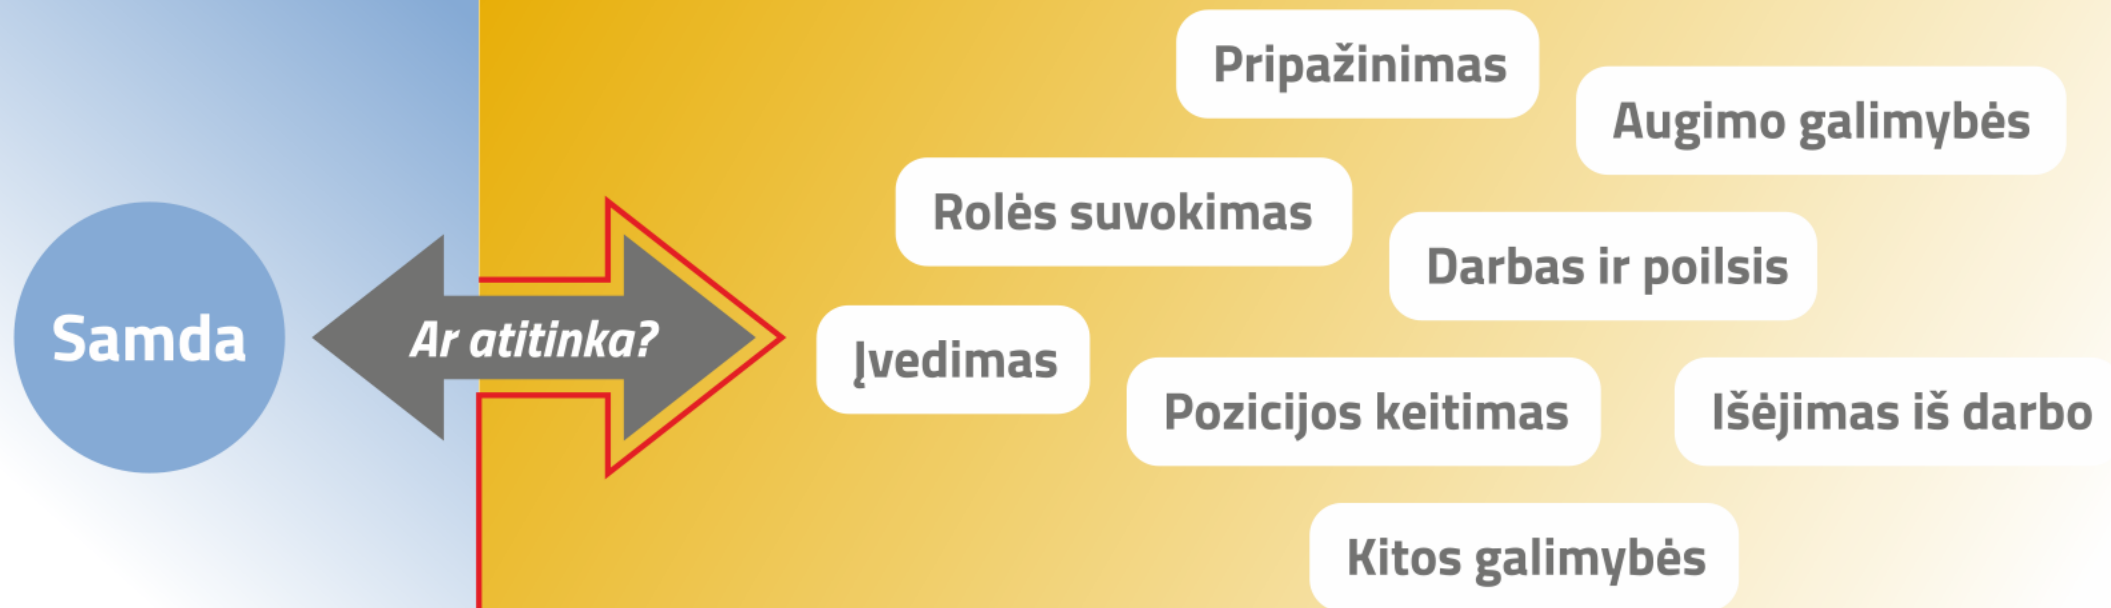 Samda
Ar atitinka?
Pripažinimas
Augimo galimybės
Rolės suvokimas
Darbas ir poilsis
Įvedimas
Pozicijos keitimas
Išėjimas iš darbo
Kitos galimybės